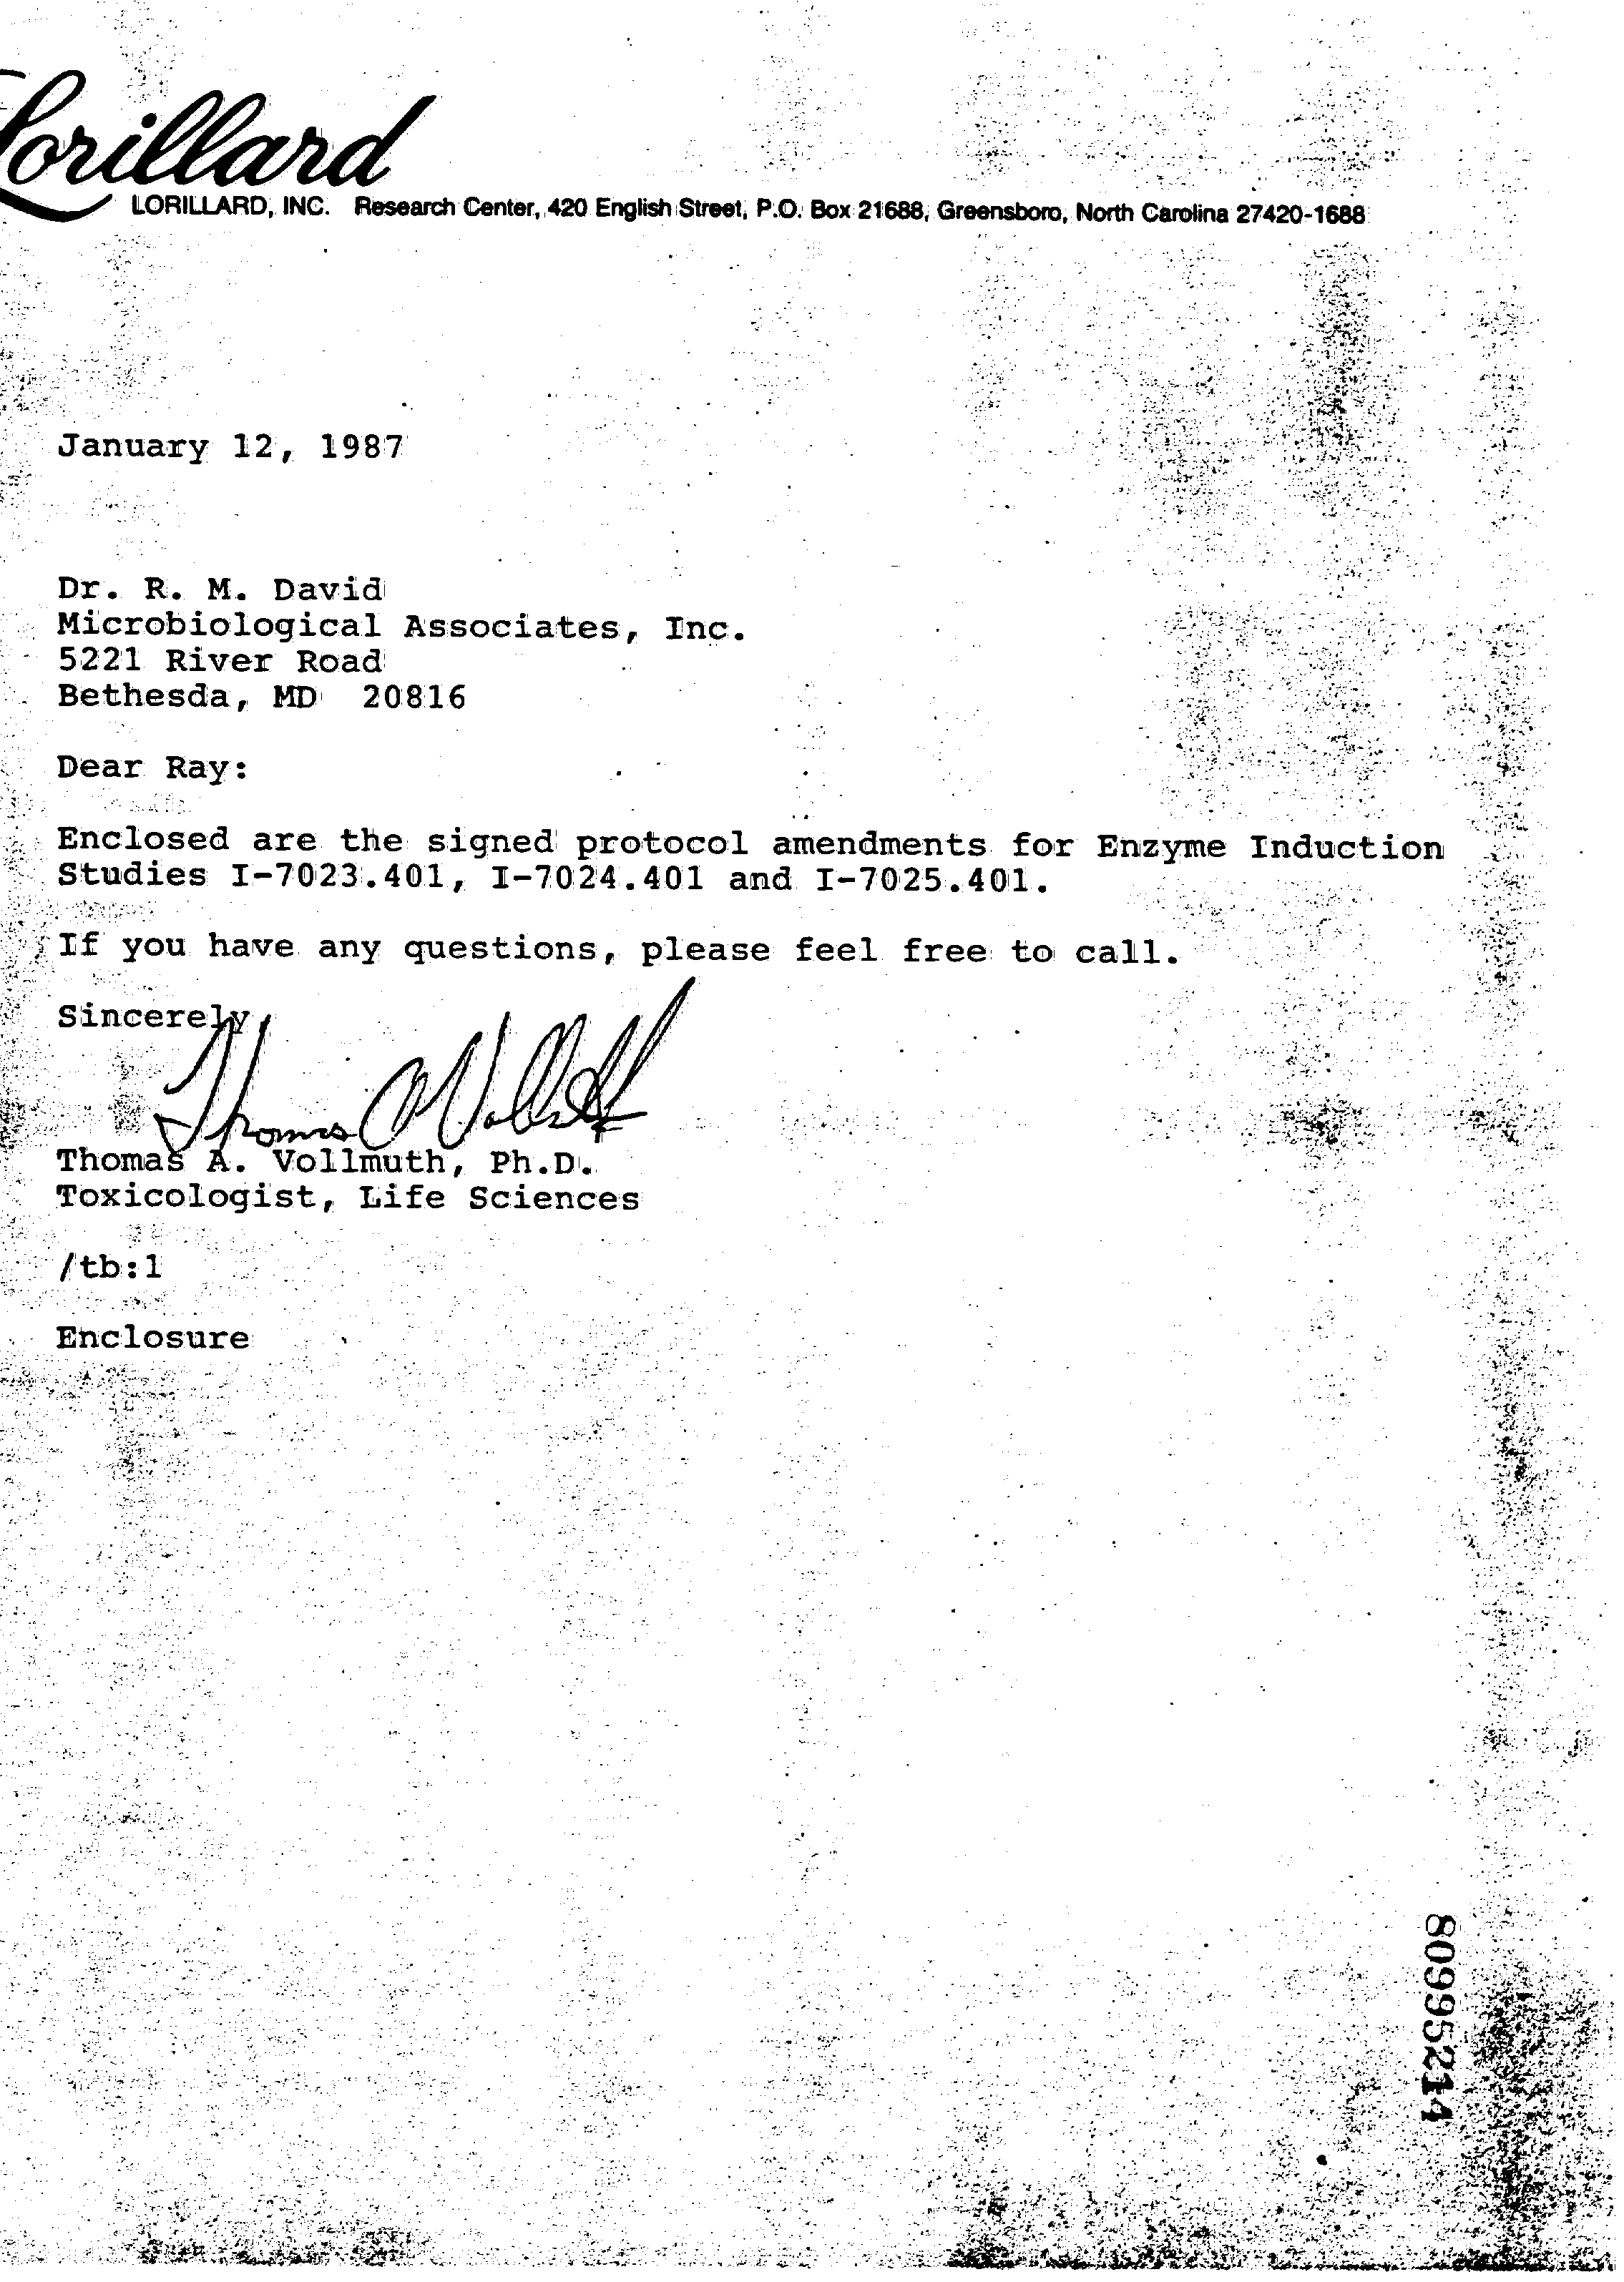 Lorillard
LORILLARD, INC. Research Center, 420 English Street, P.O. Box 21688, Greensboro, North Carolina 27420-1688
January 12, 1987
Dr. R. M. David
Microbiological Associates, Inc.
5221 River Road
Bethesda, MD 20816
Dear Ray:
Enclosed are the signed protocol amendments for Enzyme Induction
Studies I-7023.401, I-7024.401 and I-7025.401.
If you have any questions, please feel free to call.
Sincerely,
Thomas A Vollmuth
Thomas A. Vollmuth, Ph.D.
Toxicologist, Life Sciences
/tb:1
Enclosure
80995214